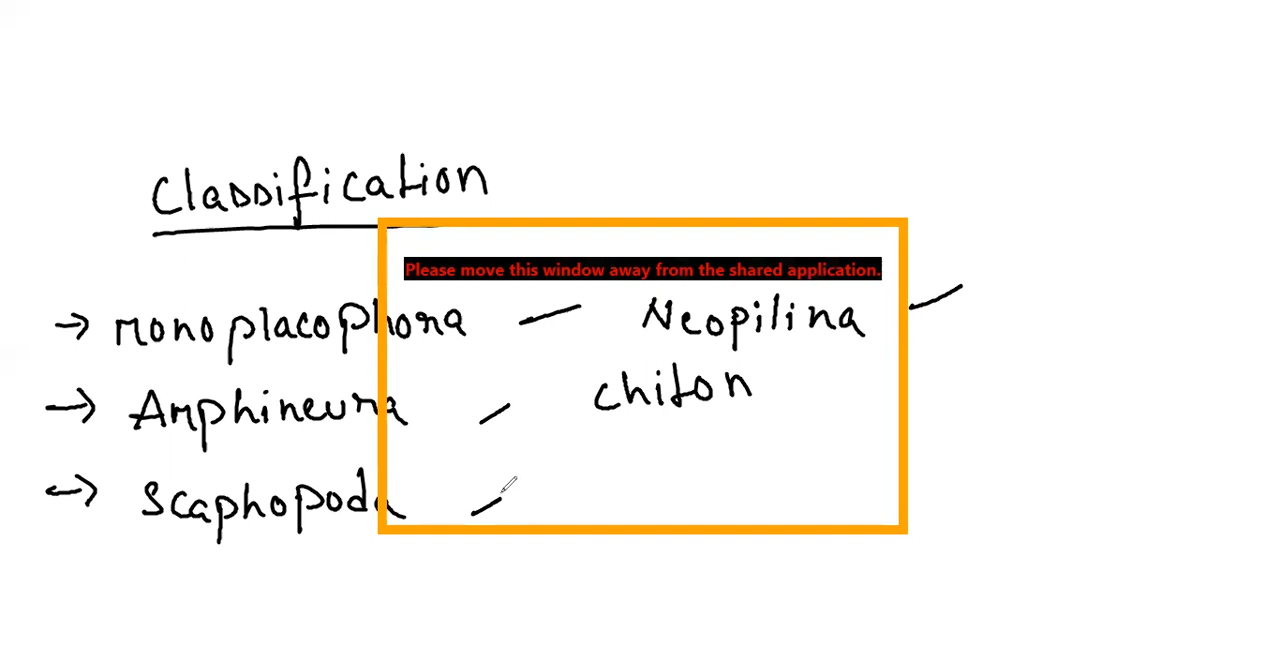 Classification
Please move this window away from the shared application.
→ Monoplacophora — Neopilina —
→ Amphineura — chiton
→ Scaphopoda —